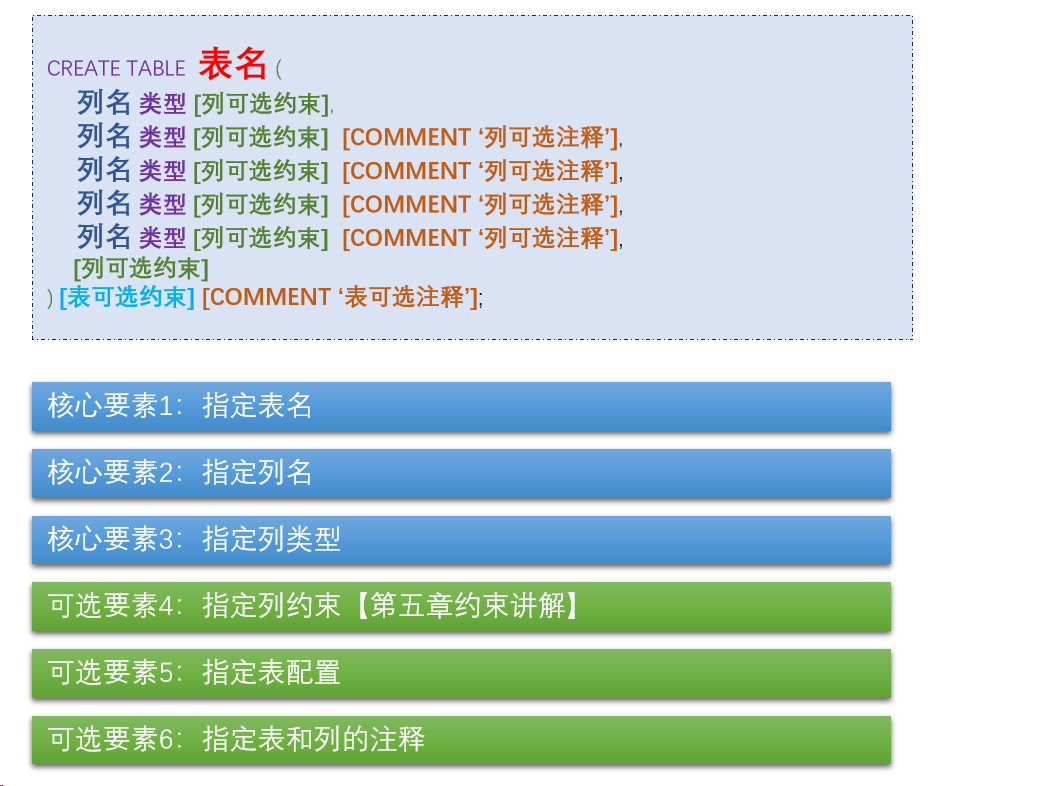 CREATE TABLE 表名 (
列名 类型 [列可选约束],
列名 类型 [列可选约束] [COMMENT ‘列可选注释’],
列名 类型 [列可选约束] [COMMENT ‘列可选注释’],
列名 类型 [列可选约束] [COMMENT ‘列可选注释’],
列名 类型 [列可选约束] [COMMENT ‘列可选注释’],
[列可选约束]
) [表可选约束] [COMMENT ‘表可选注释’];
核心要素1：指定表名
核心要素2：指定列名
核心要素3：指定列类型
可选要素4：指定列约束【第五章约束讲解】
可选要素5：指定表配置
可选要素6：指定表和列的注释